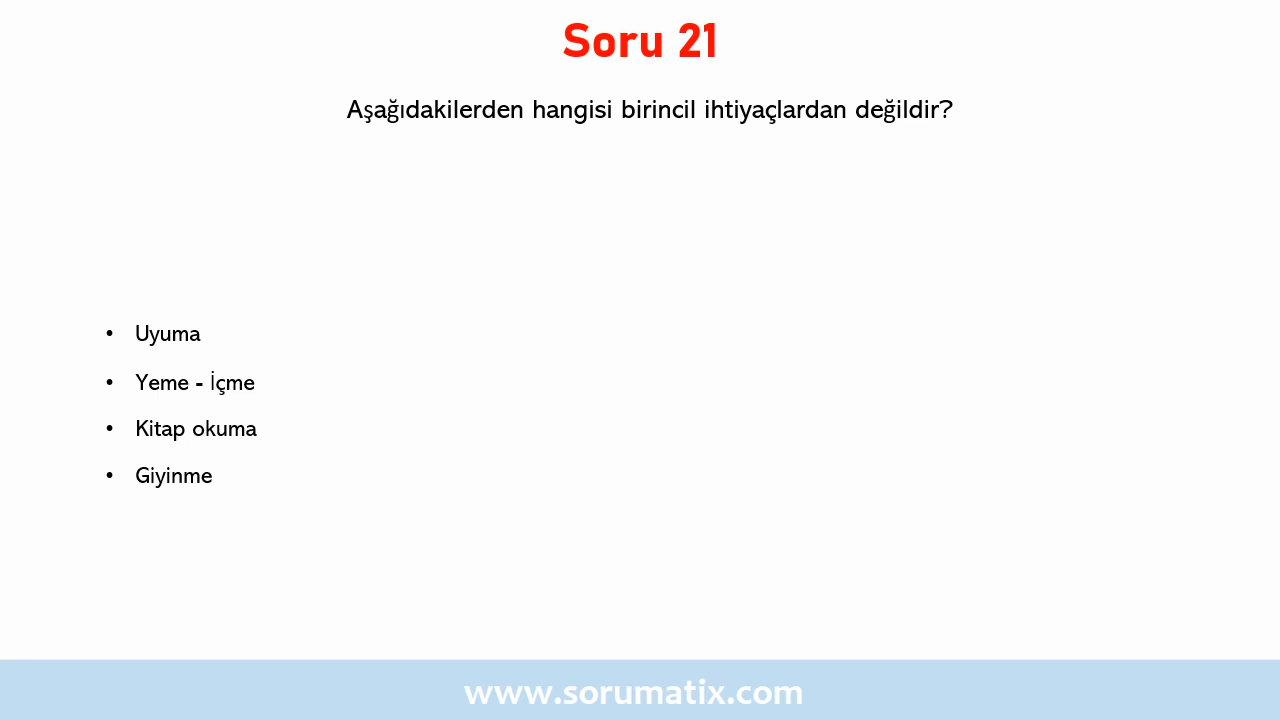 Soru 21
Aşağıdakilerden hangisi birincil ihtiyaçlardan değildir?
• Uyuma
• Yeme - İçme
• Kitap okuma
• Giyinme
www.sorumatix.com